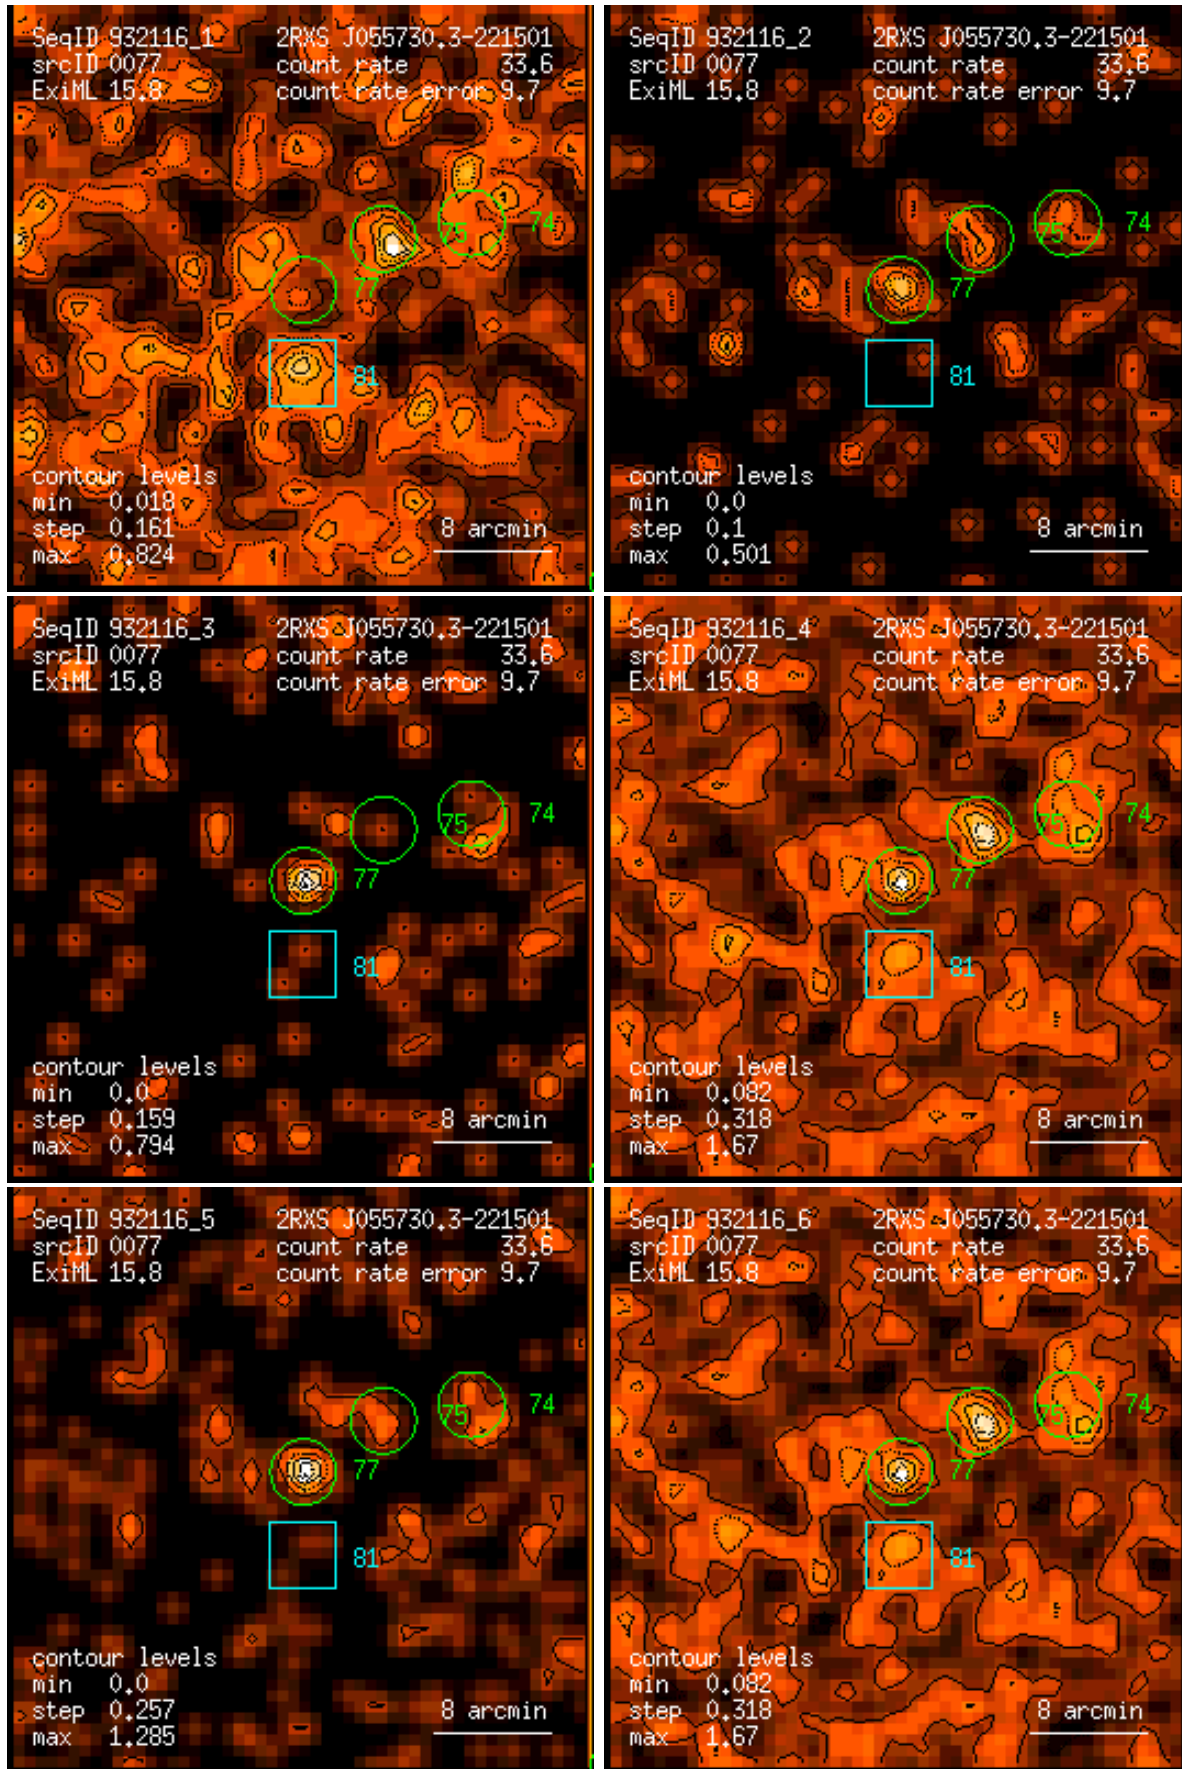 SeqID 932116_1 2RXS J055730.3-221501
srcID 0077 count rate 33.6
ExiML 15.8 count rate error 9.7
75 74
77
81
contour levels
min 0.018
step 0.161 8 arcmin
max 0.824
SeqID 932116_2 2RXS J055730.3-221501
srcID 0077 count rate 33.6
ExiML 15.8 count rate error 9.7
75 74
77
81
contour levels
min 0.0
step 0.1 8 arcmin
max 0.501
SeqID 932116_3 2RXS J055730.3-221501
srcID 0077 count rate 33.6
ExiML 15.8 count rate error 9.7
75 74
77
81
contour levels
min 0.0
step 0.159 8 arcmin
max 0.794
SeqID 932116_4 2RXS J055730.3-221501
srcID 0077 count rate 33.6
ExiML 15.8 count rate error 9.7
75 74
77
81
contour levels
min 0.082
step 0.318 8 arcmin
max 1.67
SeqID 932116_5 2RXS J055730.3-221501
srcID 0077 count rate 33.6
ExiML 15.8 count rate error 9.7
75 74
77
81
contour levels
min 0.0
step 0.257 8 arcmin
max 1.285
SeqID 932116_6 2RXS J055730.3-221501
srcID 0077 count rate 33.6
ExiML 15.8 count rate error 9.7
75 74
77
81
contour levels
min 0.082
step 0.318 8 arcmin
max 1.67